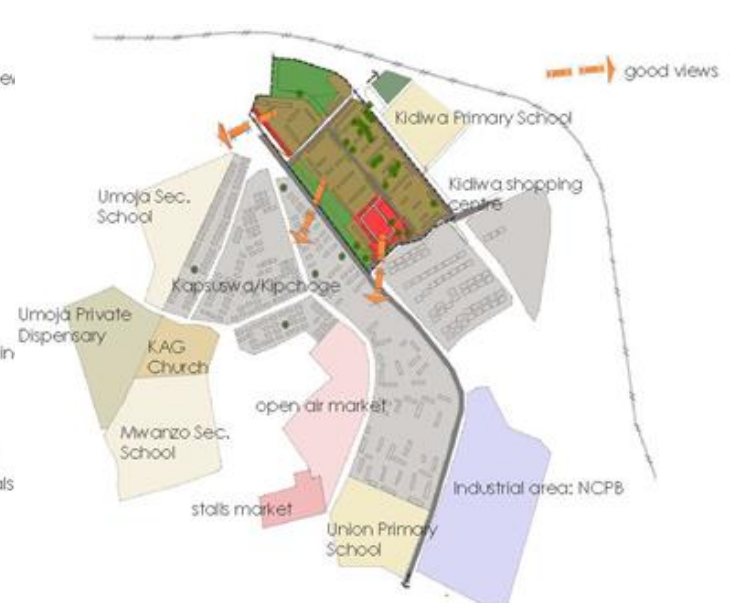 good views
Kidiwa Primary School
Kidiwa shopping
centre
Umoja Sec.
School
Kapsuswa/Kipchoge
Umoja Private
Dispensary
KAG
Church
open air market
Mwanzo Sec.
School
stalls market
Industrial area: NCPB
Union Primary
School